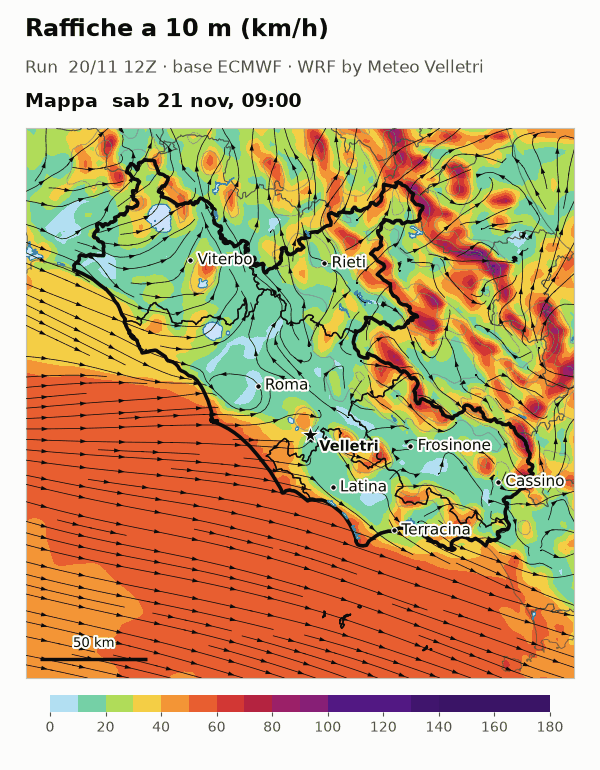 Raffiche a 10 m (km/h)
Run  20/11 12Z · base ECMWF · WRF by Meteo Velletri
Mappa  sab 21 nov, 09:00
Viterbo
Rieti
Roma
Velletri
Frosinone
Latina
Cassino
Terracina
50 km
0 20 40 60 80 100 120 140 160 180